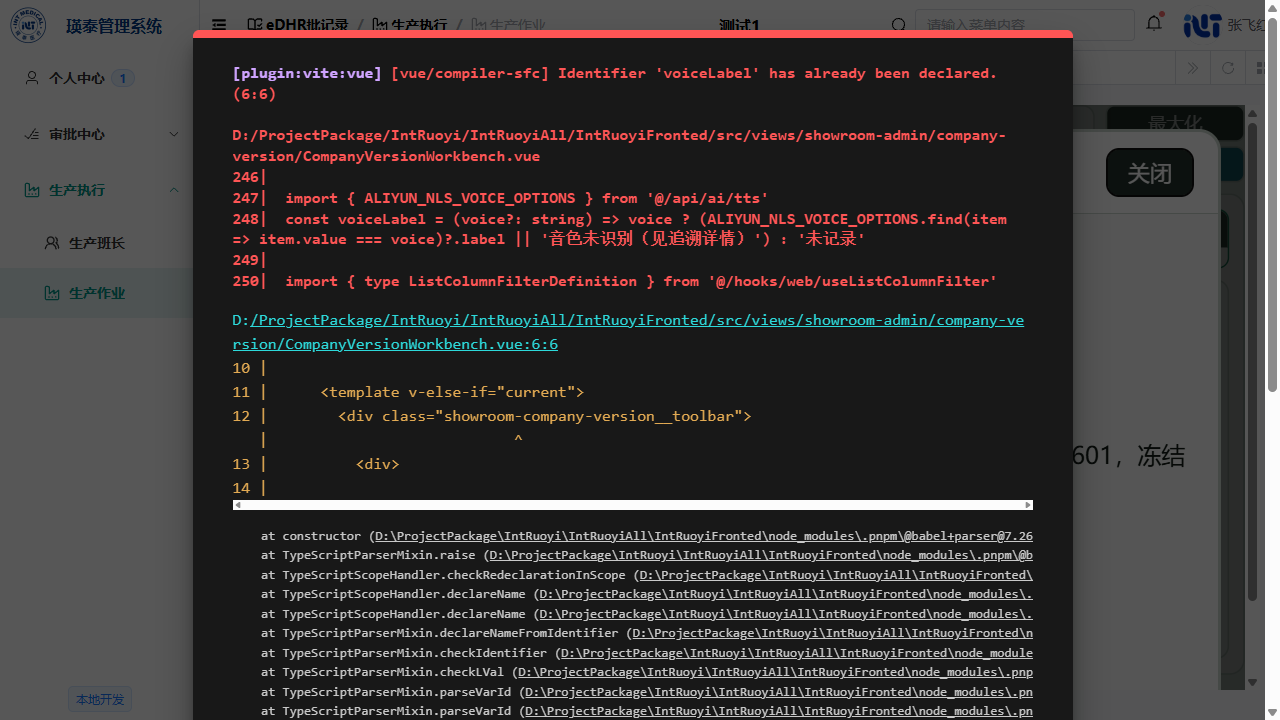 瑛泰管理系统
eDHR批记录 / 生产执行 / 生产作业
测试1
请输入菜单内容
张飞红
个人中心 1
审批中心
生产执行
生产班长
生产作业
本地开发
最大化
关闭
601，冻结
[plugin:vite:vue] [vue/compiler-sfc] Identifier 'voiceLabel' has already been declared.
(6:6)
D:/ProjectPackage/IntRuoyi/IntRuoyiAll/IntRuoyiFronted/src/views/showroom-admin/company-
version/CompanyVersionWorkbench.vue
246|
247|  import { ALIYUN_NLS_VOICE_OPTIONS } from '@/api/ai/tts'
248|  const voiceLabel = (voice?: string) => voice ? (ALIYUN_NLS_VOICE_OPTIONS.find(item
=> item.value === voice)?.label || '音色未识别（见追溯详情）') : '未记录'
249|
250|  import { type ListColumnFilterDefinition } from '@/hooks/web/useListColumnFilter'
D:/ProjectPackage/IntRuoyi/IntRuoyiAll/IntRuoyiFronted/src/views/showroom-admin/company-ve
rsion/CompanyVersionWorkbench.vue:6:6
10 |
11 |      <template v-else-if="current">
12 |        <div class="showroom-company-version__toolbar">
|                            ^
13 |          <div>
14 |
at constructor (D:\ProjectPackage\IntRuoyi\IntRuoyiAll\IntRuoyiFronted\node_modules\.pnpm\@babel+parser@7.26
at TypeScriptParserMixin.raise (D:\ProjectPackage\IntRuoyi\IntRuoyiAll\IntRuoyiFronted\node_modules\.pnpm\@b
at TypeScriptScopeHandler.checkRedeclarationInScope (D:\ProjectPackage\IntRuoyi\IntRuoyiAll\IntRuoyiFronted\
at TypeScriptScopeHandler.declareName (D:\ProjectPackage\IntRuoyi\IntRuoyiAll\IntRuoyiFronted\node_modules\.
at TypeScriptScopeHandler.declareName (D:\ProjectPackage\IntRuoyi\IntRuoyiAll\IntRuoyiFronted\node_modules\.
at TypeScriptParserMixin.declareNameFromIdentifier (D:\ProjectPackage\IntRuoyi\IntRuoyiAll\IntRuoyiFronted\n
at TypeScriptParserMixin.checkIdentifier (D:\ProjectPackage\IntRuoyi\IntRuoyiAll\IntRuoyiFronted\node_module
at TypeScriptParserMixin.checkLVal (D:\ProjectPackage\IntRuoyi\IntRuoyiAll\IntRuoyiFronted\node_modules\.pnp
at TypeScriptParserMixin.parseVarId (D:\ProjectPackage\IntRuoyi\IntRuoyiAll\IntRuoyiFronted\node_modules\.pn
at TypeScriptParserMixin.parseVarId (D:\ProjectPackage\IntRuoyi\IntRuoyiAll\IntRuoyiFronted\node_modules\.pn